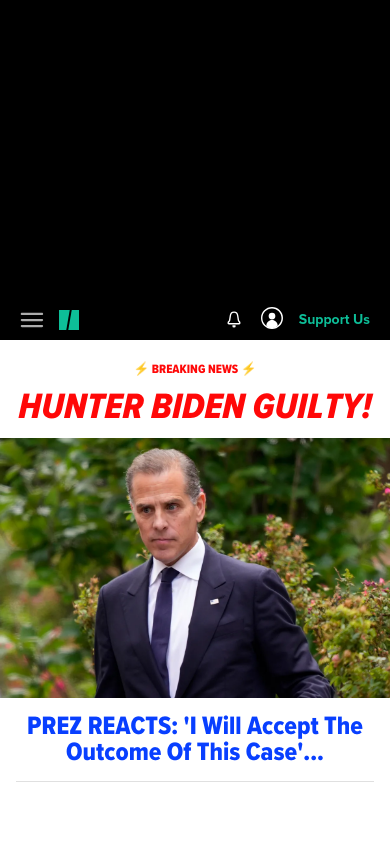 Support Us
⚡ BREAKING NEWS ⚡
HUNTER BIDEN GUILTY!
PREZ REACTS: 'I Will Accept The
Outcome Of This Case'...